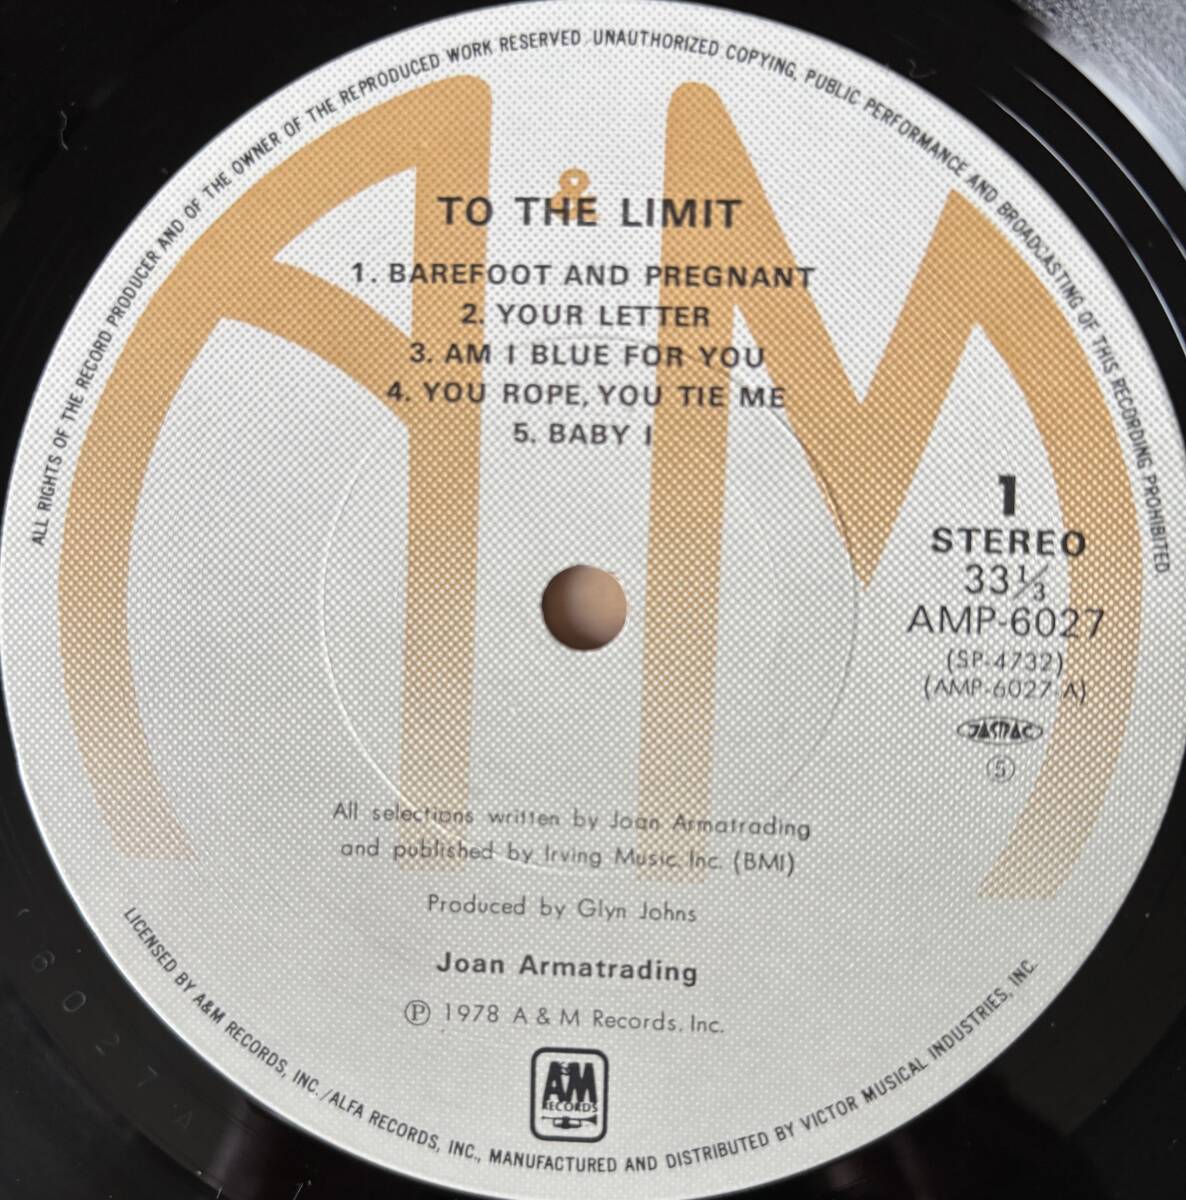 ALL RIGHTS OF THE RECORD PRODUCER AND OF THE OWNER OF THE REPRODUCED WORK RESERVED UNAUTHORIZED COPYING, PUBLIC PERFORMANCE AND BROADCASTING OF THIS RECORDING PROHIBITED
A&M
TO THE LIMIT
1. BAREFOOT AND PREGNANT
2. YOUR LETTER
3. AM I BLUE FOR YOU
4. YOU ROPE, YOU TIE ME
5. BABY I
1
STEREO
33 1/3
AMP-6027
(SP-4732)
(AMP-6027-A)
JASRAC
⑤
All selections written by Joan Armatrading
and published by Irving Music, Inc. (BMI)
Produced by Glyn Johns
Joan Armatrading
Ⓟ 1978 A & M Records, Inc.
A&M
RECORDS
LICENSED BY A&M RECORDS, INC./ALFA RECORDS, INC., MANUFACTURED AND DISTRIBUTED BY VICTOR MUSICAL INDUSTRIES, INC.
6027 A